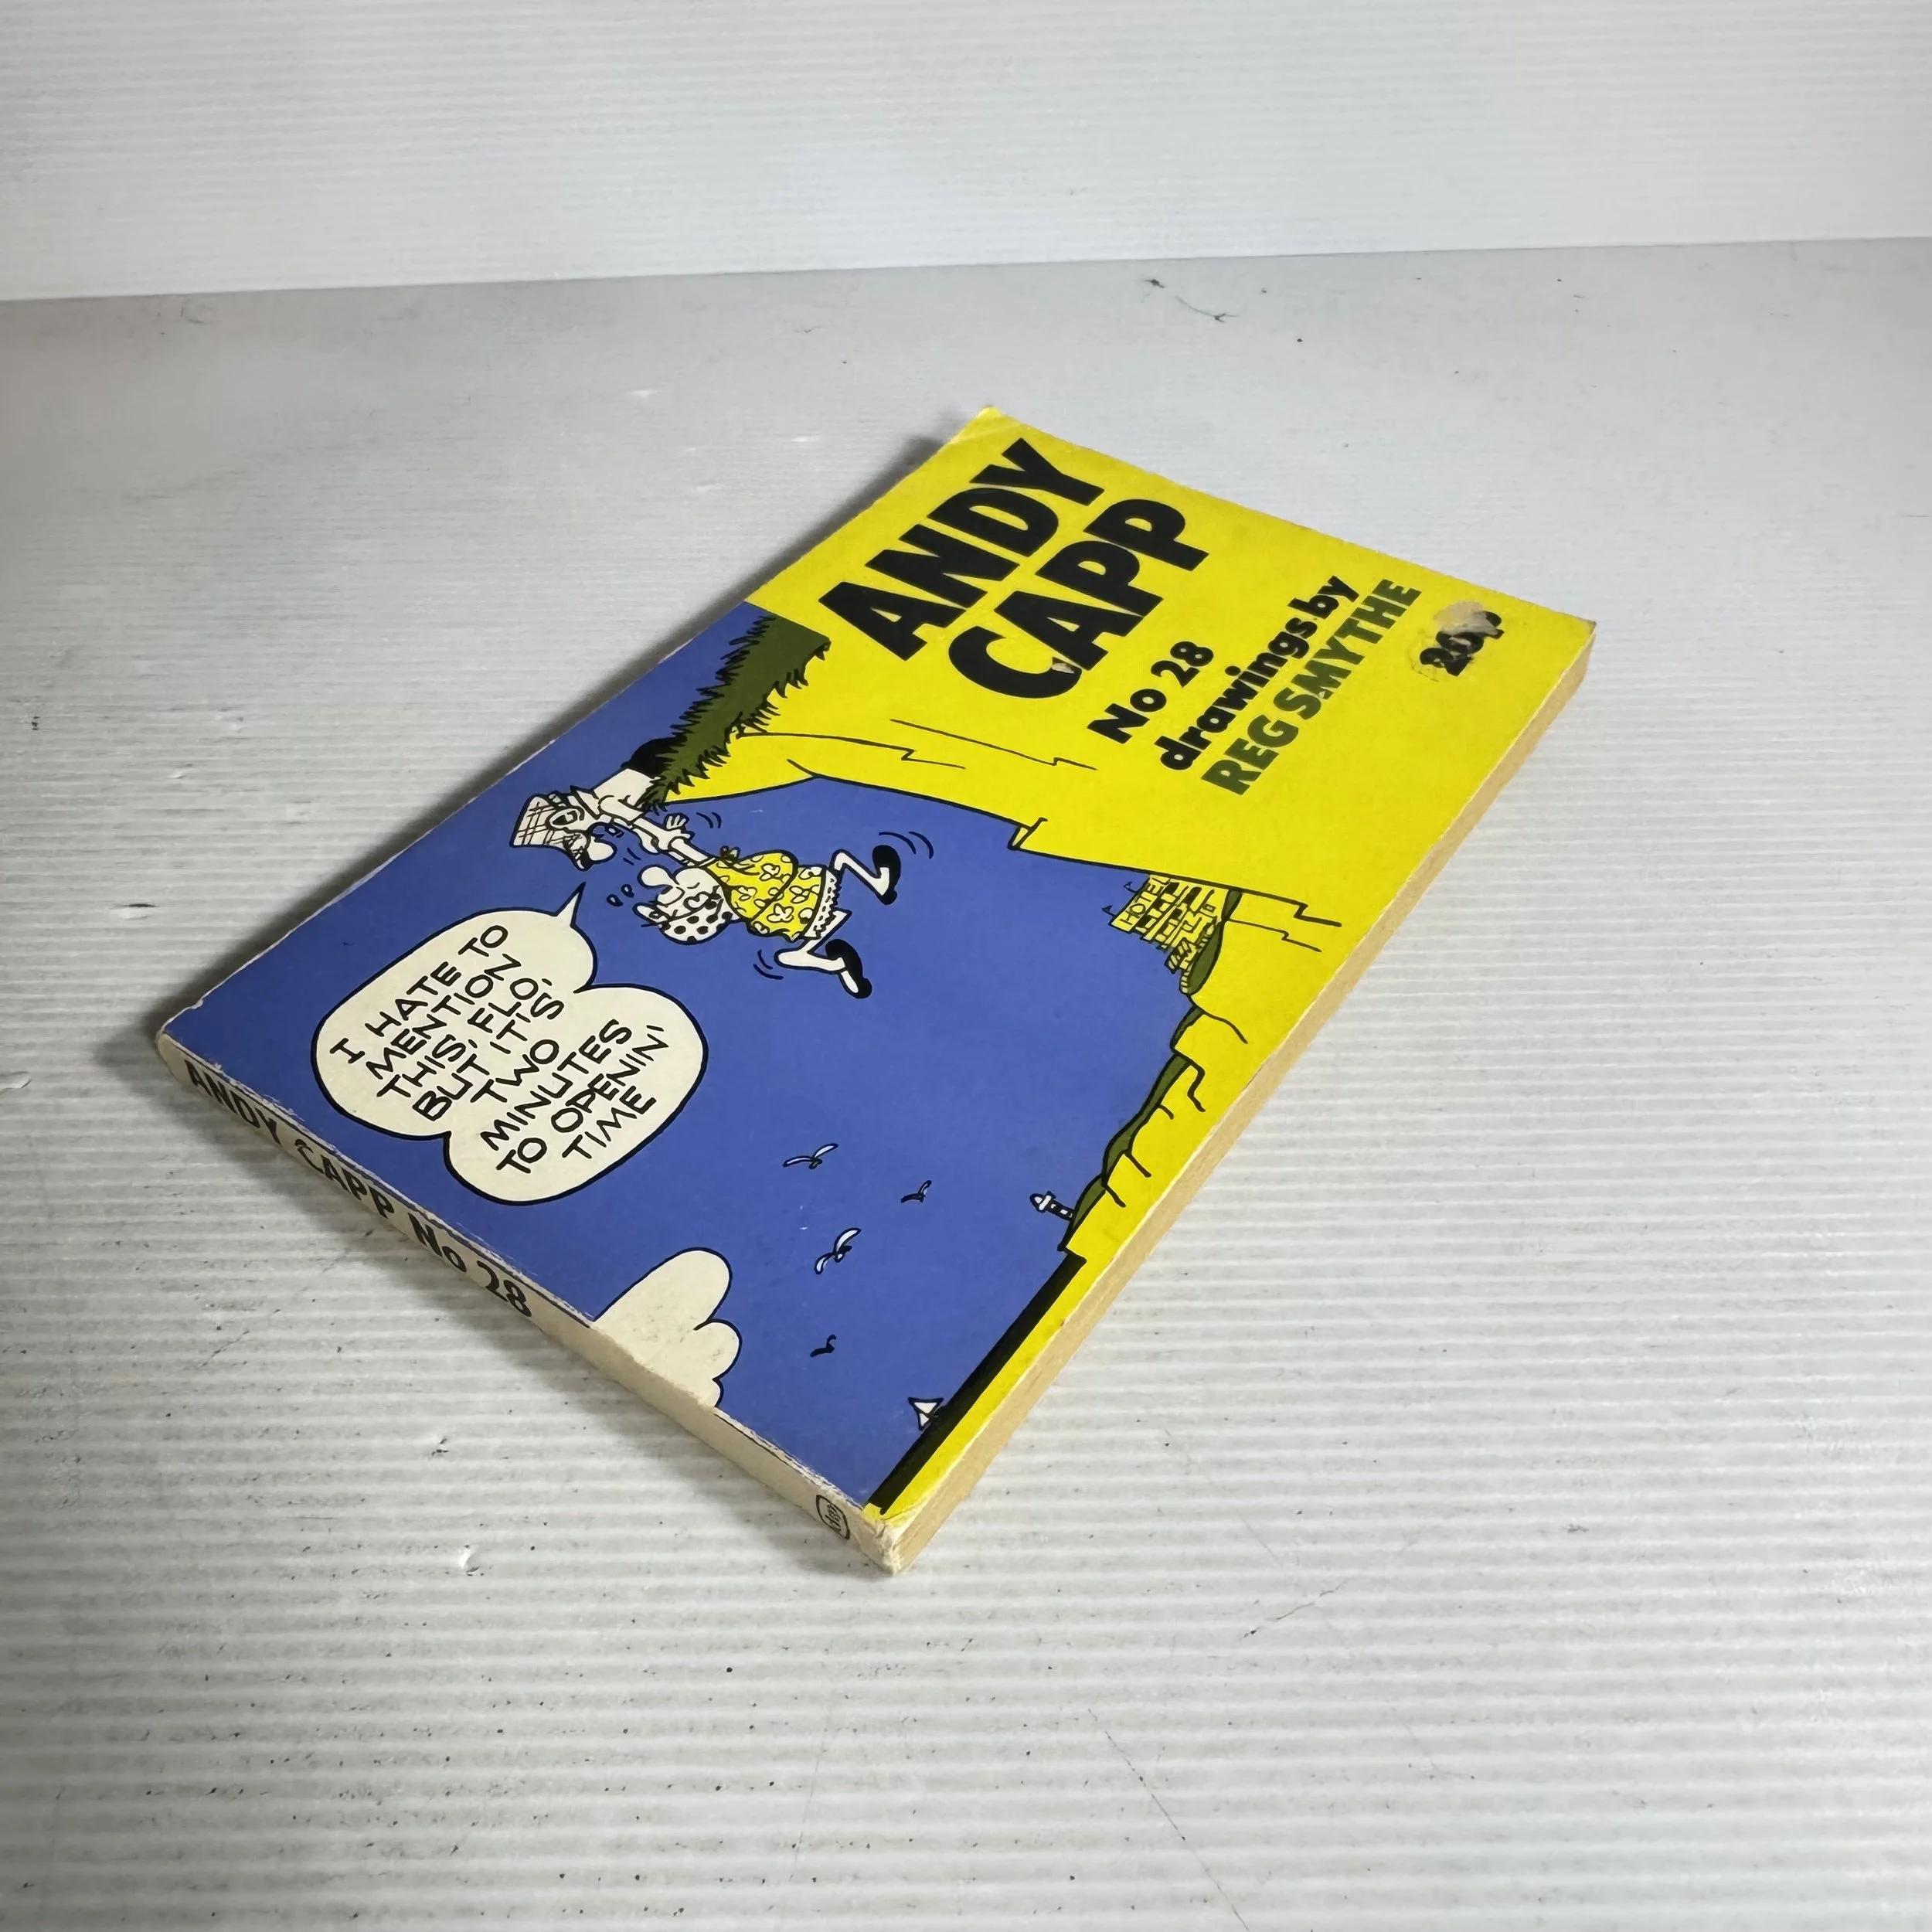 ANDY
CAPP
No 28
drawings by
REG SMYTHE
HOTEL
I HATE TO
MENTION
THIS, FLO,
BUT IT'S
TWO
MINUTES
TO OPENIN'
TIME
ANDY CAPP No 28